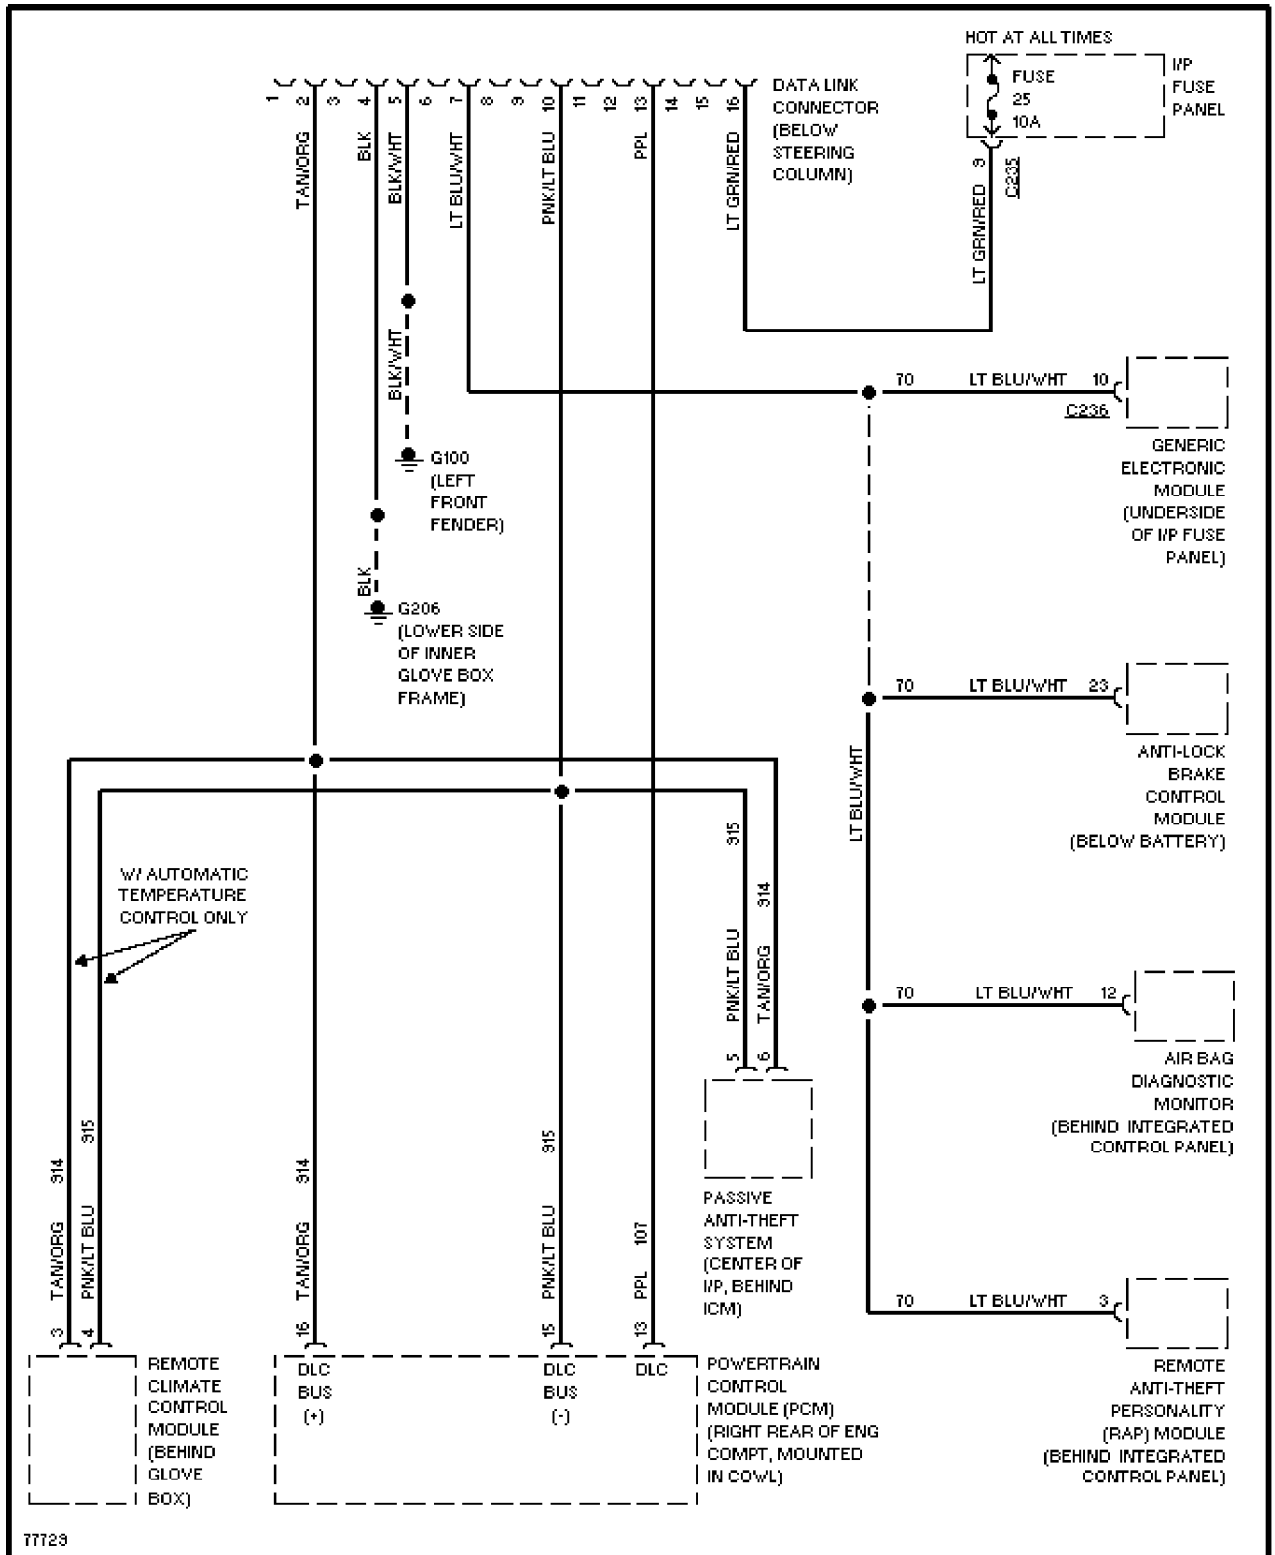 HOT AT ALL TIMES
FUSE
25
10A
I/P
FUSE
PANEL
3
C235
LT GRN/RED
1
2
3
4
5
6
7
8
9
10
11
12
13
14
15
16
DATA LINK
CONNECTOR
(BELOW
STEERING
COLUMN)
TAN/ORG
BLK
BLK/WHT
LT BLU/WHT
PNK/LT BLU
PPL
LT GRN/RED
BLK/WHT
G100
(LEFT
FRONT
FENDER)
BLK
G206
(LOWER SIDE
OF INNER
GLOVE BOX
FRAME)
70 LT BLU/WHT 10
C236
GENERIC
ELECTRONIC
MODULE
(UNDERSIDE
OF I/P FUSE
PANEL)
70 LT BLU/WHT 23
ANTI-LOCK
BRAKE
CONTROL
MODULE
(BELOW BATTERY)
LT BLU/WHT
70 LT BLU/WHT 12
AIR BAG
DIAGNOSTIC
MONITOR
(BEHIND INTEGRATED
CONTROL PANEL)
70 LT BLU/WHT 3
REMOTE
ANTI-THEFT
PERSONALITY
(RAP) MODULE
(BEHIND INTEGRATED
CONTROL PANEL)
W/ AUTOMATIC
TEMPERATURE
CONTROL ONLY
5 PNK/LT BLU 915
6 TAN/ORG 914
PASSIVE
ANTI-THEFT
SYSTEM
(CENTER OF
I/P, BEHIND
ICM)
3 TAN/ORG 914
4 PNK/LT BLU 915
16 TAN/ORG 914
15 PNK/LT BLU 915
13 PPL 107
REMOTE
CLIMATE
CONTROL
MODULE
(BEHIND
GLOVE
BOX)
DLC
BUS
(+)
DLC
BUS
(-)
DLC
POWERTRAIN
CONTROL
MODULE (PCM)
(RIGHT REAR OF ENG
COMPT, MOUNTED
IN COWL)
77729